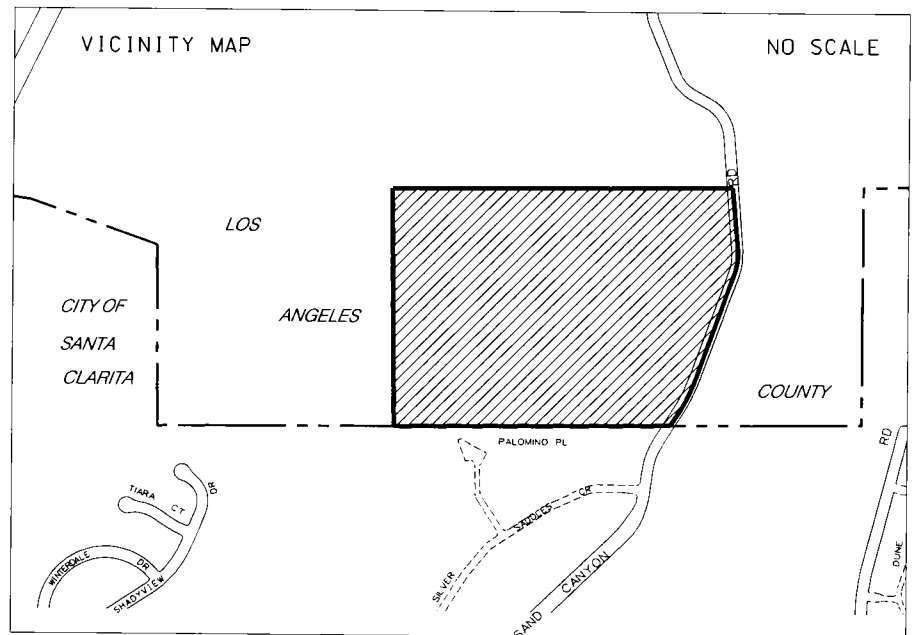 VICINITY MAP
NO SCALE
RD
LOS
CITY OF
SANTA
CLARITA
ANGELES
COUNTY
PALOMINO PL
RD
TIARA CT
DR
SADDLES CR
WINTERDALE DR
SHADYVIEW
SILVER
SAND CANYON
DUNE